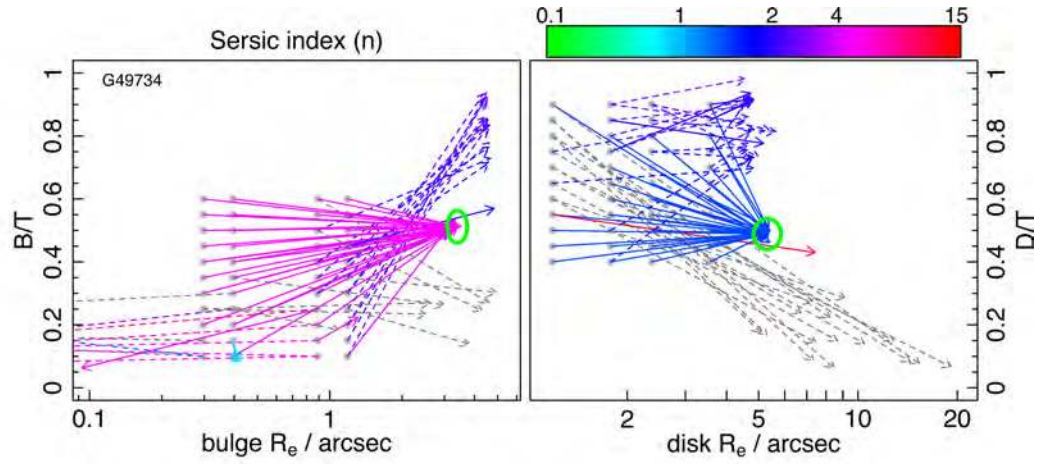 Sersic index (n)
0.1 1 2 4 15
G49734
B/T
0 0.2 0.4 0.6 0.8 1
0.1 1
bulge R_e / arcsec
D/T
0 0.2 0.4 0.6 0.8 1
2 5 10 20
disk R_e / arcsec